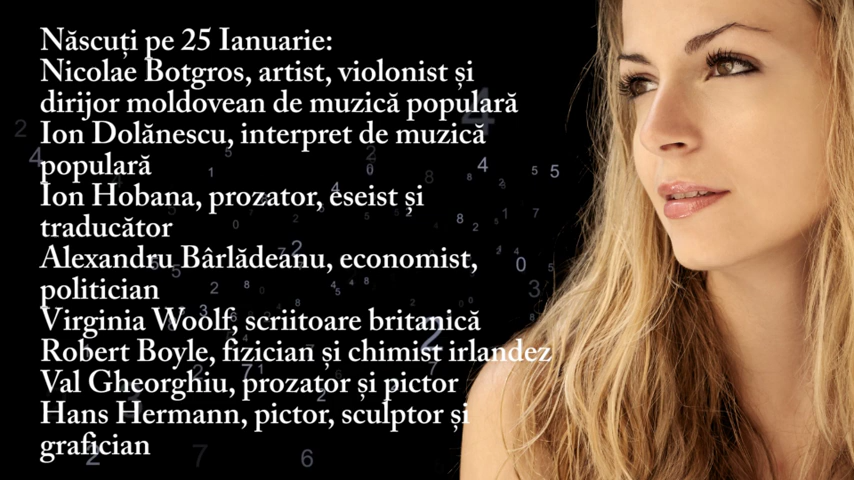 Născuți pe 25 Ianuarie:
Nicolae Botgros, artist, violonist și
dirijor moldovean de muzică populară
Ion Dolănescu, interpret de muzică
populară
Ion Hobana, prozator, eseist și
traducător
Alexandru Bârlădeanu, economist,
politician
Virginia Woolf, scriitoare britanică
Robert Boyle, fizician și chimist irlandez
Val Gheorghiu, prozator și pictor
Hans Hermann, pictor, sculptor și
grafician